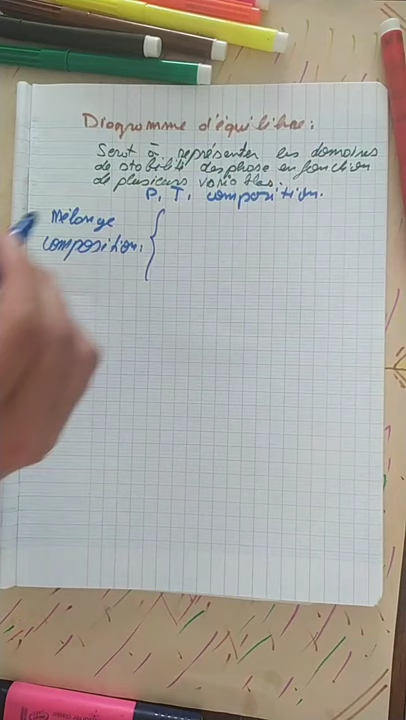 Diagramme d'équilibre :
Sert à représenter les domaines
de stabilité des phase en fonction
de plusieurs variables.
P, T, composition.
Mélange
composition,